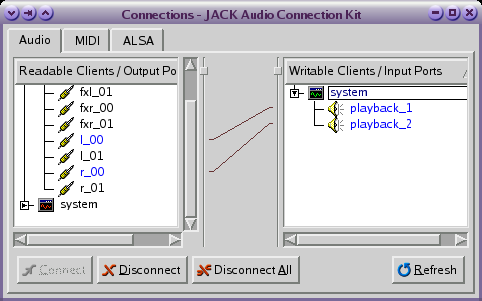 Connections - JACK Audio Connection Kit
Audio MIDI ALSA
Readable Clients / Output Po
fxl_01
fxr_00
fxr_01
l_00
l_01
r_00
r_01
system
Writable Clients / Input Ports
system
playback_1
playback_2
Connect Disconnect Disconnect All Refresh